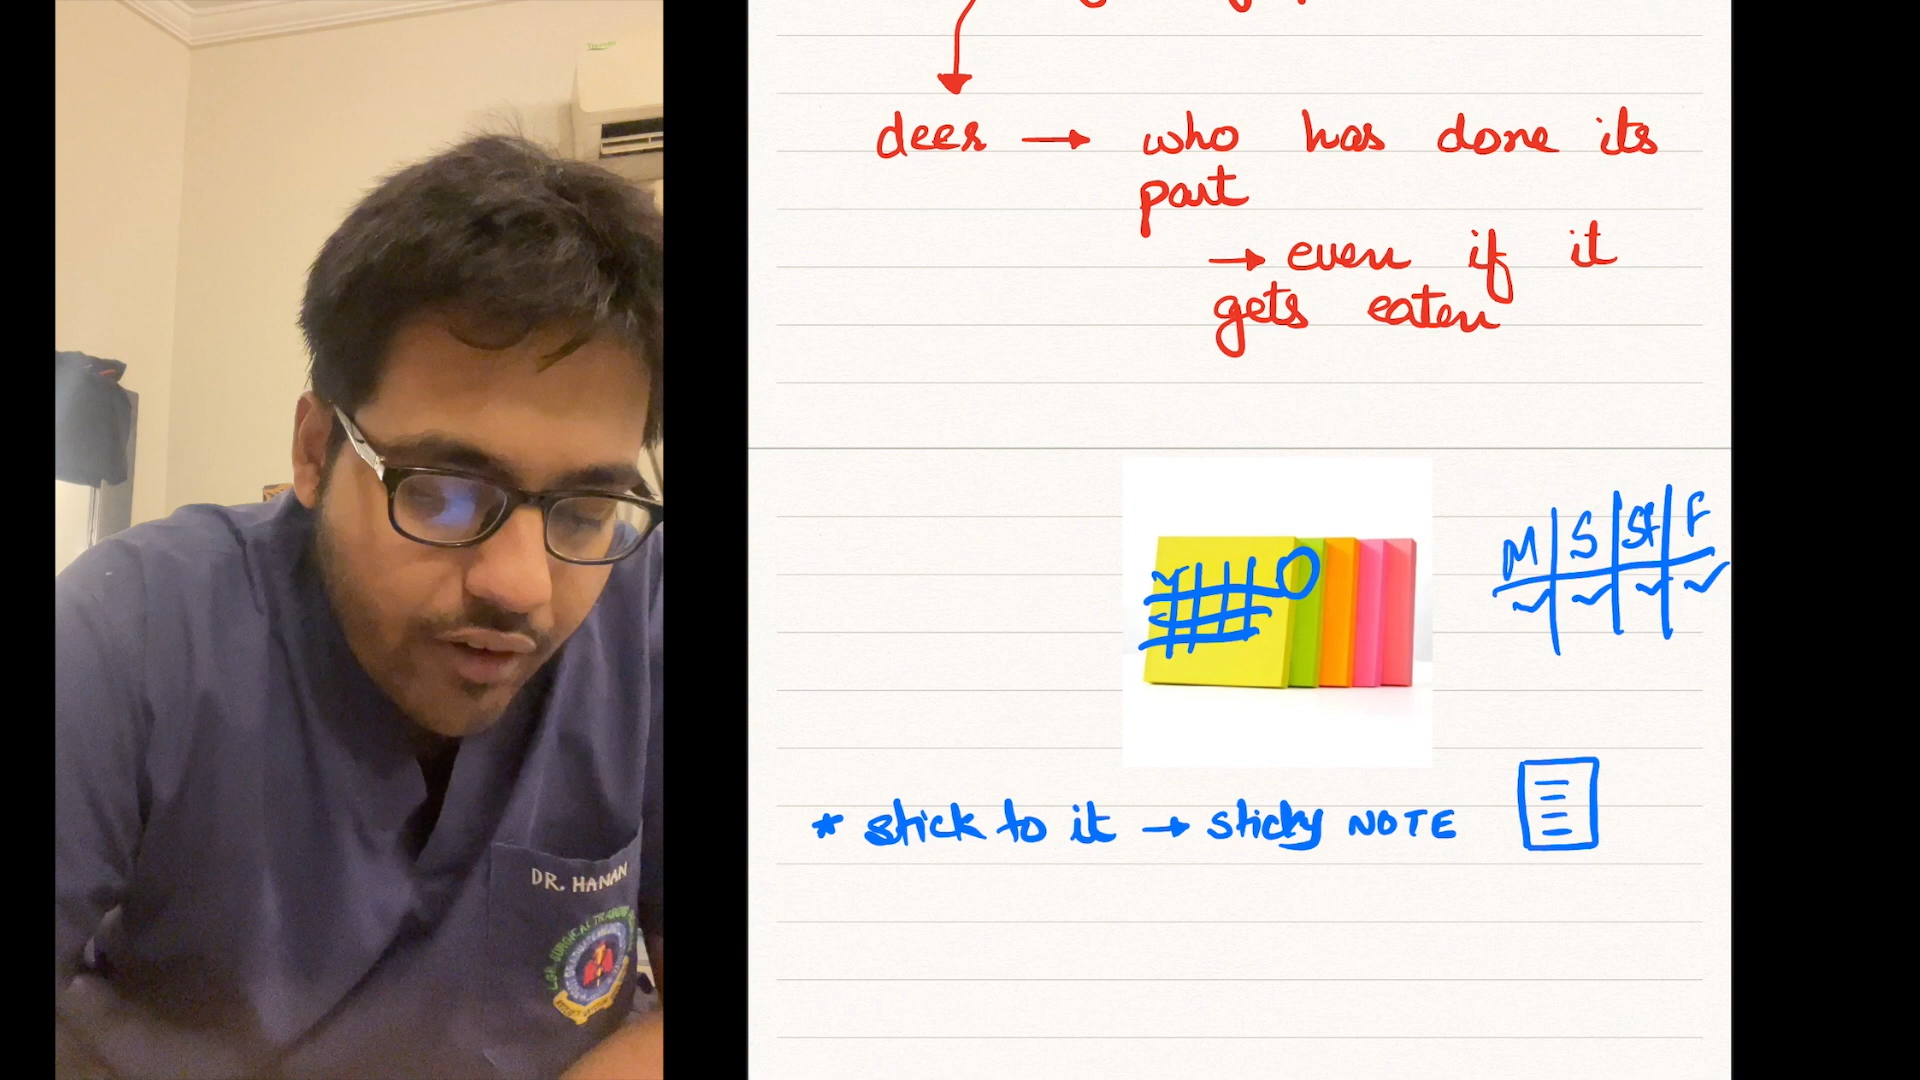 deer → who has done its
part
→ even if it
gets eaten
M S St F
* stick to it → sticky NOTE
DR. HANAN